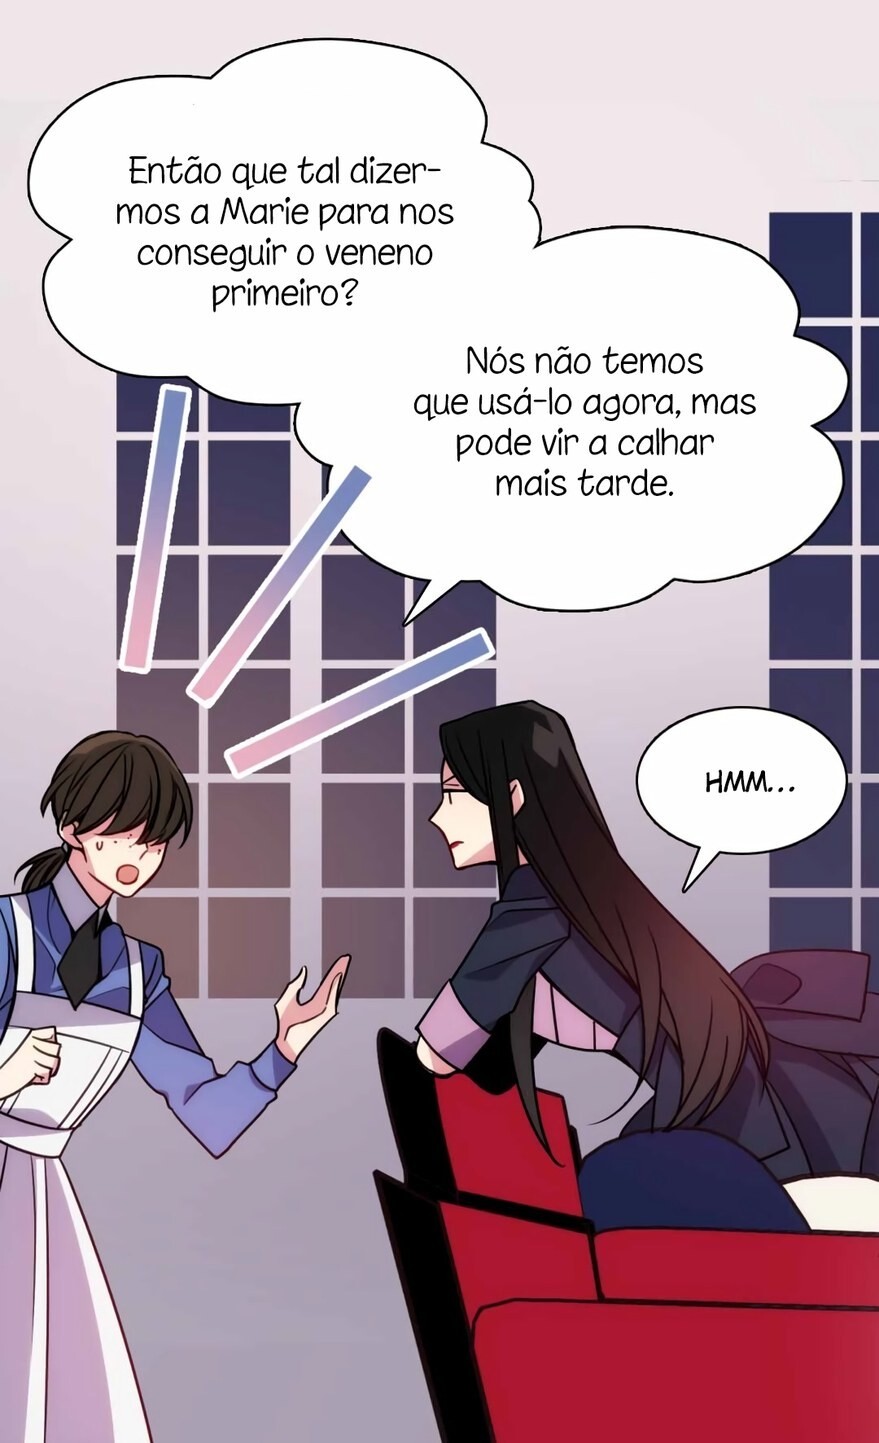 Então que tal dizer-
mos a Marie para nos
conseguir o veneno
primeiro?
Nós não temos
que usá-lo agora, mas
pode vir a calhar
mais tarde.
HMM...